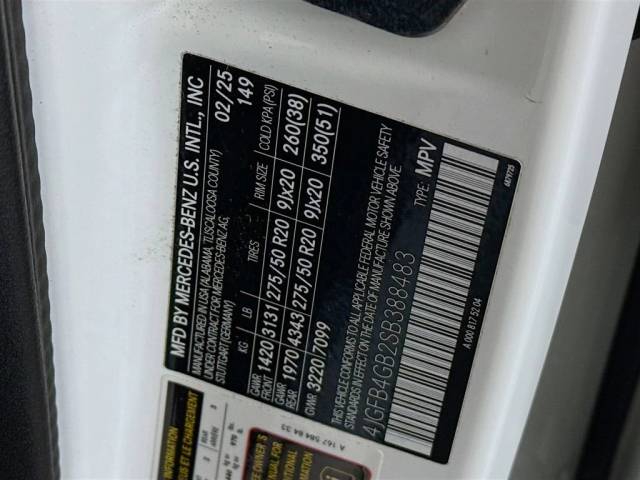 MFD BY MERCEDES-BENZ U.S. INTL., INC
MANUFACTURED IN USA (ALABAMA, TUSCALOOSA COUNTY)
UNDER CONTRACT FOR MERCEDES-BENZ AG,
STUTTGART (GERMANY)
02/25
149
KG LB TIRES RIM SIZE COLD KPA (PSI)
GAWR FRONT 1420 3131 275/50 R20 9Jx20 260(38)
GAWR REAR 1970 4343 275/50 R20 9Jx20 350(51)
GVWR 3220 7099
THIS VEHICLE CONFORMS TO ALL APPLICABLE FEDERAL MOTOR VEHICLE SAFETY
STANDARDS IN EFFECT ON THE DATE OF MANUFACTURE SHOWN ABOVE.
4JGFB4GB2SB388483 TYPE: MPV
A 000 817 52 04
A 167 584 84 33